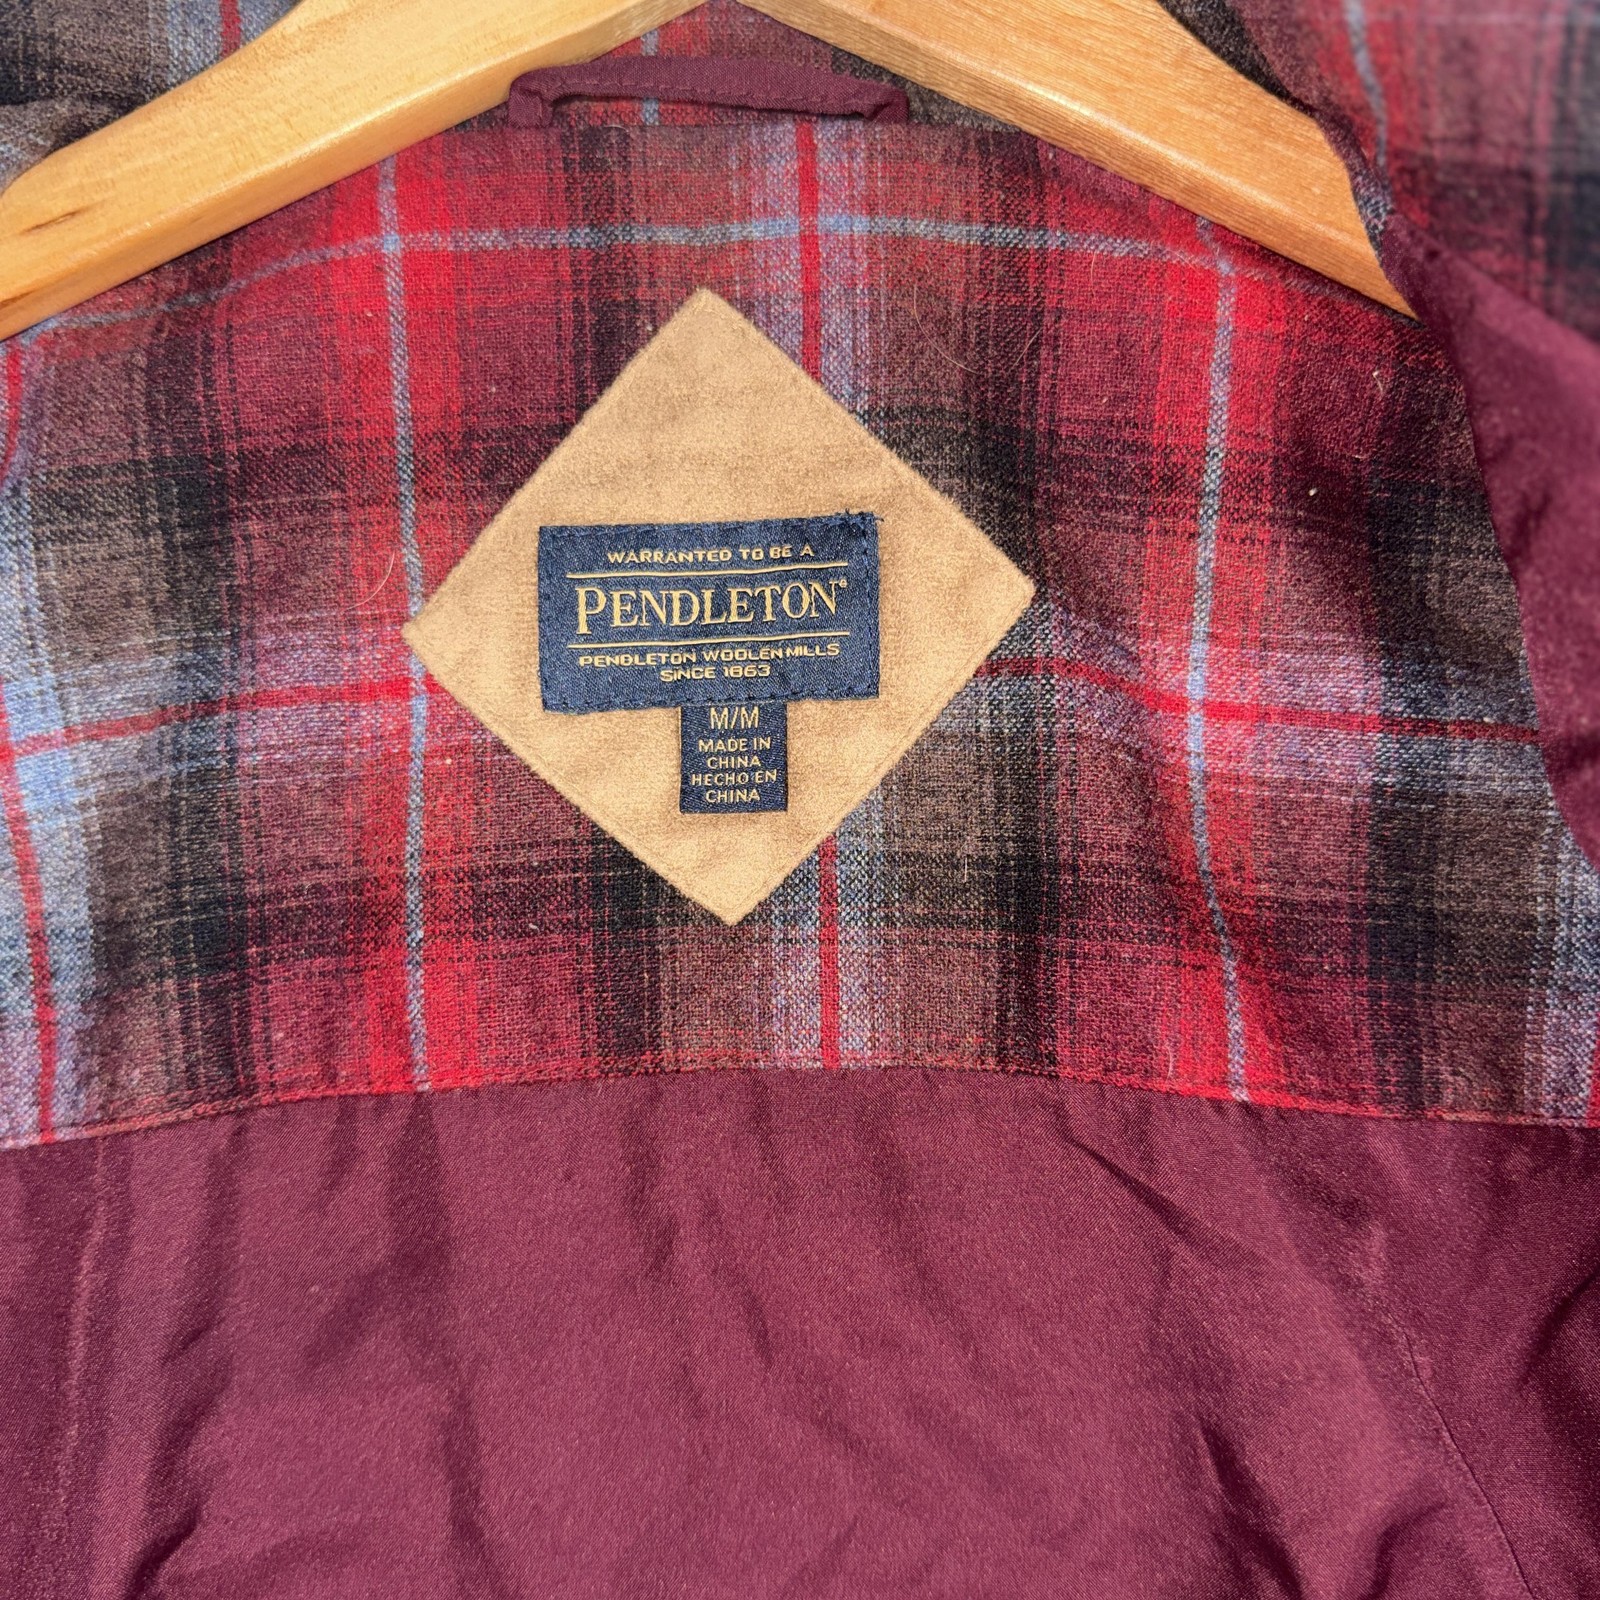 WARRANTED TO BE A
PENDLETON®
PENDLETON WOOLEN MILLS
SINCE 1863
M/M
MADE IN
CHINA
HECHO EN
CHINA